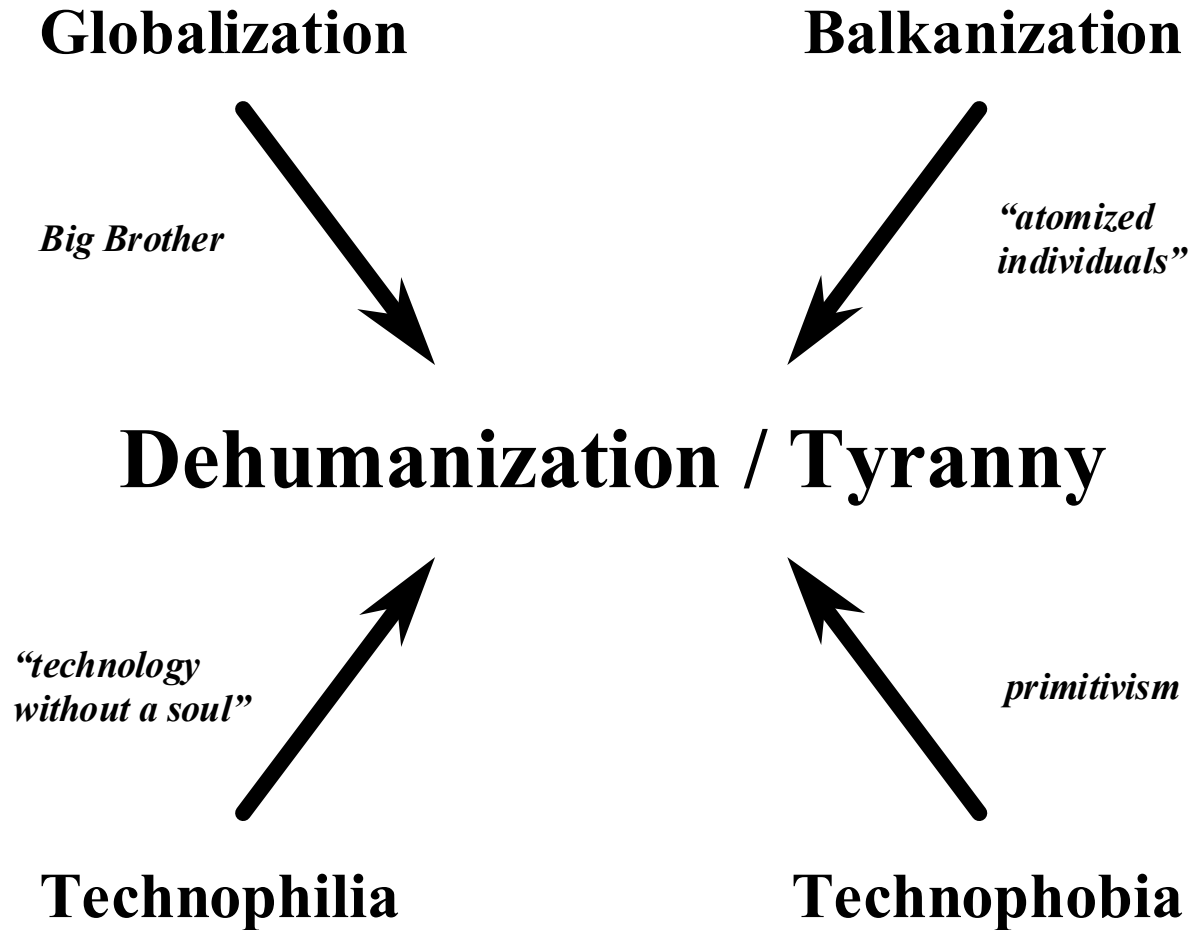 Globalization
Balkanization
Big Brother
“atomized
individuals”
Dehumanization / Tyranny
“technology
without a soul”
primitivism
Technophilia
Technophobia